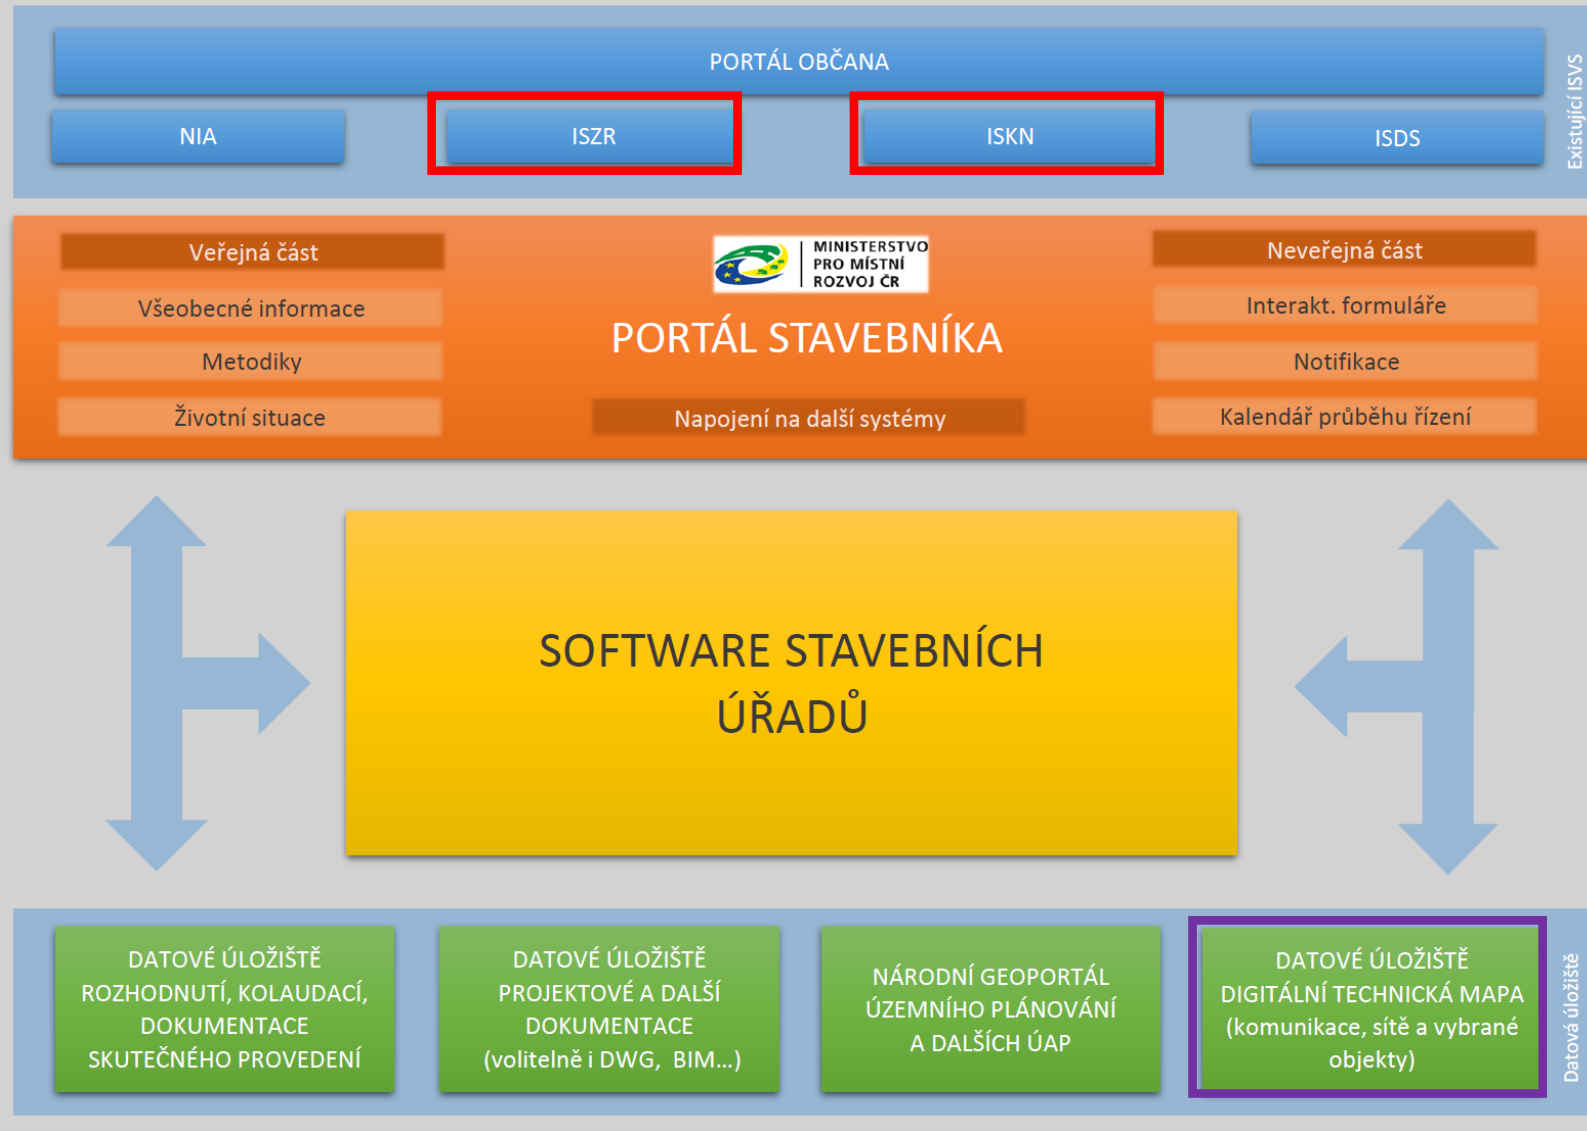 PORTÁL OBČANA
NIA
ISZR
ISKN
ISDS
Existující ISVS
Veřejná část
Všeobecné informace
Metodiky
Životní situace
MINISTERSTVO
PRO MÍSTNÍ
ROZVOJ ČR
PORTÁL STAVEBNÍKA
Napojení na další systémy
Neveřejná část
Interakt. formuláře
Notifikace
Kalendář průběhu řízení
SOFTWARE STAVEBNÍCH
ÚŘADŮ
DATOVÉ ÚLOŽIŠTĚ
ROZHODNUTÍ, KOLAUDACÍ,
DOKUMENTACE
SKUTEČNÉHO PROVEDENÍ
DATOVÉ ÚLOŽIŠTĚ
PROJEKTOVÉ A DALŠÍ
DOKUMENTACE
(volitelně i DWG, BIM...)
NÁRODNÍ GEOPORTÁL
ÚZEMNÍHO PLÁNOVÁNÍ
A DALŠÍCH ÚAP
DATOVÉ ÚLOŽIŠTĚ
DIGITÁLNÍ TECHNICKÁ MAPA
(komunikace, sítě a vybrané
objekty)
Datová úložiště